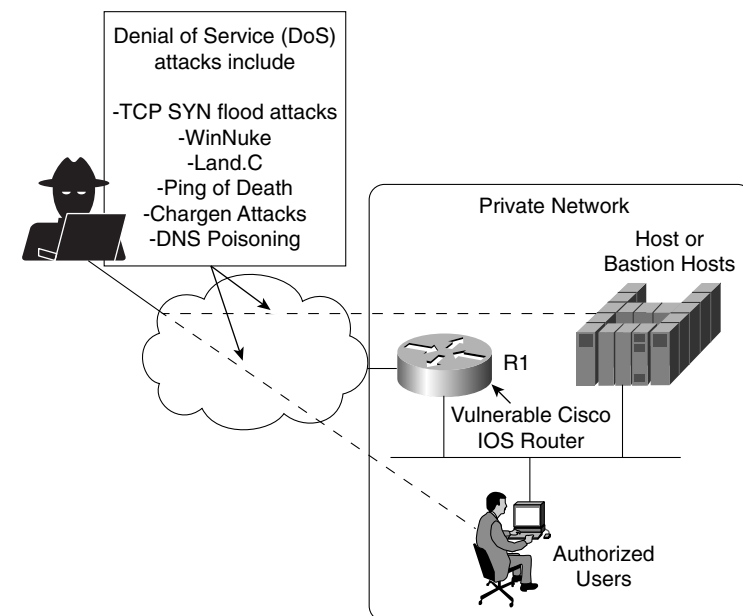 Denial of Service (DoS)
attacks include
-TCP SYN flood attacks
-WinNuke
-Land.C
-Ping of Death
-Chargen Attacks
-DNS Poisoning
Private Network
Host or
Bastion Hosts
R1
Vulnerable Cisco
IOS Router
Authorized
Users